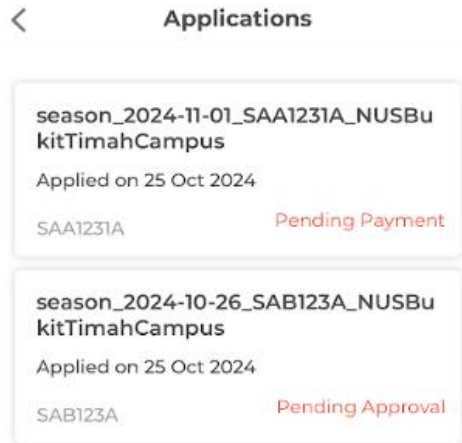 Applications
season_2024-11-01_SAA1231A_NUSBu
kitTimahCampus
Applied on 25 Oct 2024
SAA1231A
Pending Payment
season_2024-10-26_SAB123A_NUSBu
kitTimahCampus
Applied on 25 Oct 2024
SAB123A
Pending Approval